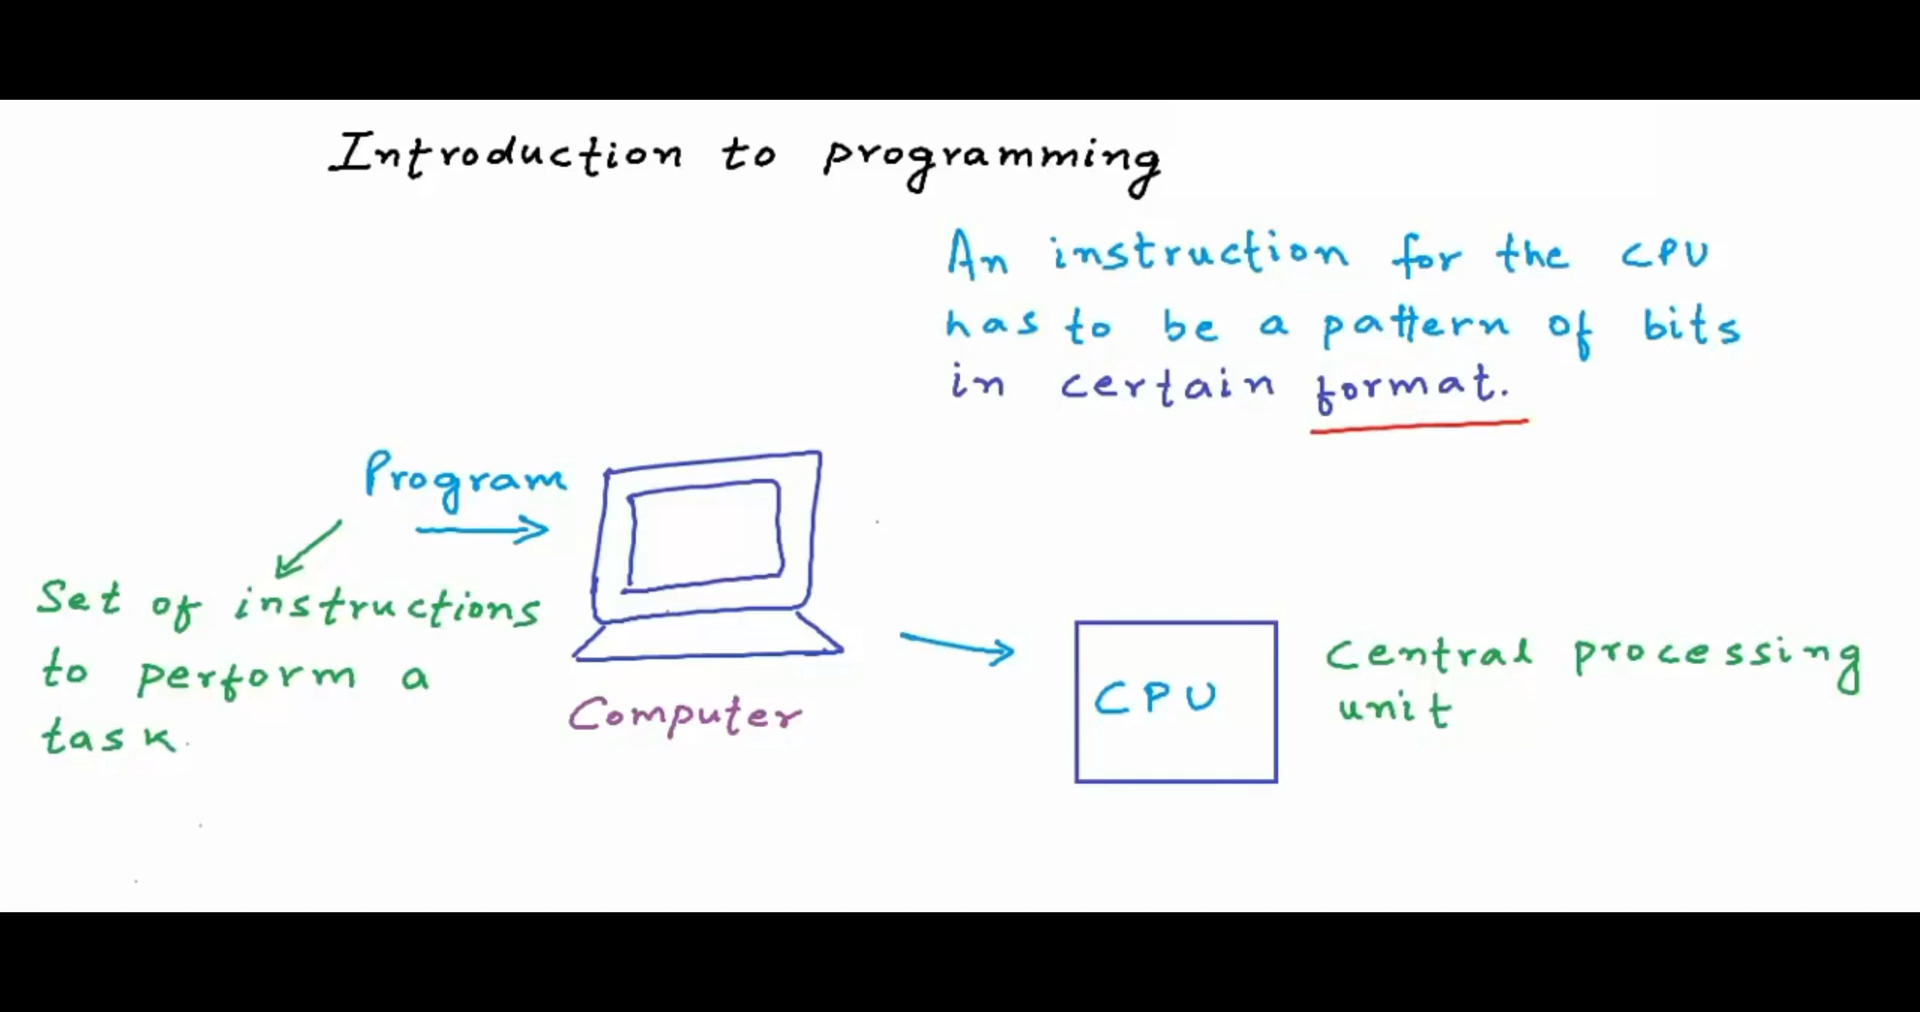 Introduction to programming
An instruction for the CPU
has to be a pattern of bits
in certain format.
Program
Set of instructions
to perform a
task.
Computer
CPU
Central processing
unit